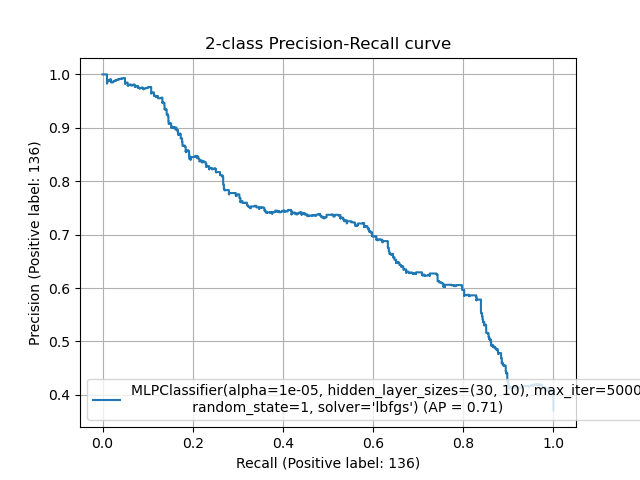 2-class Precision-Recall curve
1.0
0.9
0.8
0.7
0.6
0.5
0.4
Precision (Positive label: 136)
MLPClassifier(alpha=1e-05, hidden_layer_sizes=(30, 10), max_iter=5000
random_state=1, solver='lbfgs') (AP = 0.71)
0.0 0.2 0.4 0.6 0.8 1.0
Recall (Positive label: 136)